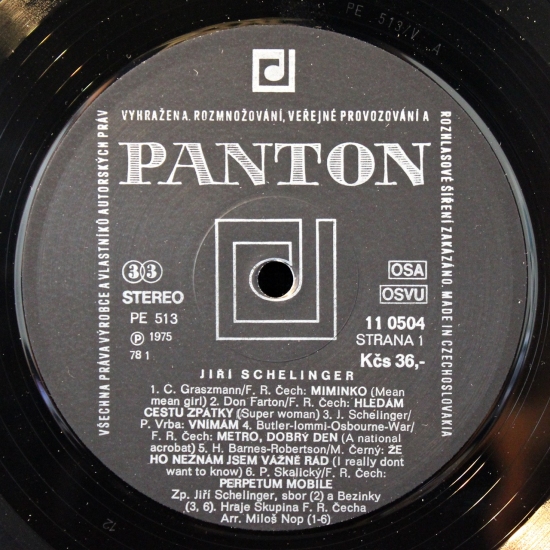 PE 513/V A
VYHRAŽENA. ROZMNOŽOVÁNÍ, VEŘEJNÉ PROVOZOVÁNÍ A
ROZHLASOVÉ ŠÍŘENÍ ZAKÁZÁNO. MADE IN CZECHOSLOVAKIA
VŠECHNA PRÁVA VÝROBCE A VLASTNÍKŮ AUTORSKÝCH PRÁV
PANTON
33
STEREO
PE 513
Ⓟ 1975
78 1
OSA
OSVU
11 0504
STRANA 1
Kčs 36,-
JIŘÍ SCHELINGER
1. C. Graszmann/F. R. Čech: MIMINKO (Mean
mean girl) 2. Don Farton/F. R. Čech: HLEDÁM
CESTU ZPÁTKY (Super woman) 3. J. Schelinger/
P. Vrba: VNÍMÁM 4. Butler-Iommi-Osbourne-War/
F. R. Čech: METRO, DOBRÝ DEN (A national
acrobat) 5. H. Barnes-Robertson/M. Černý: ŽE
HO NEZNÁM JSEM VÁŽNĚ RÁD (I really dont
want to know) 6. P. Skalický/F. R. Čech:
PERPETUM MOBILE
Zp. Jiří Schelinger, sbor (2) a Bezinky
(3, 6). Hraje Skupina F. R. Čecha
Arr. Miloš Nop (1-6)
12